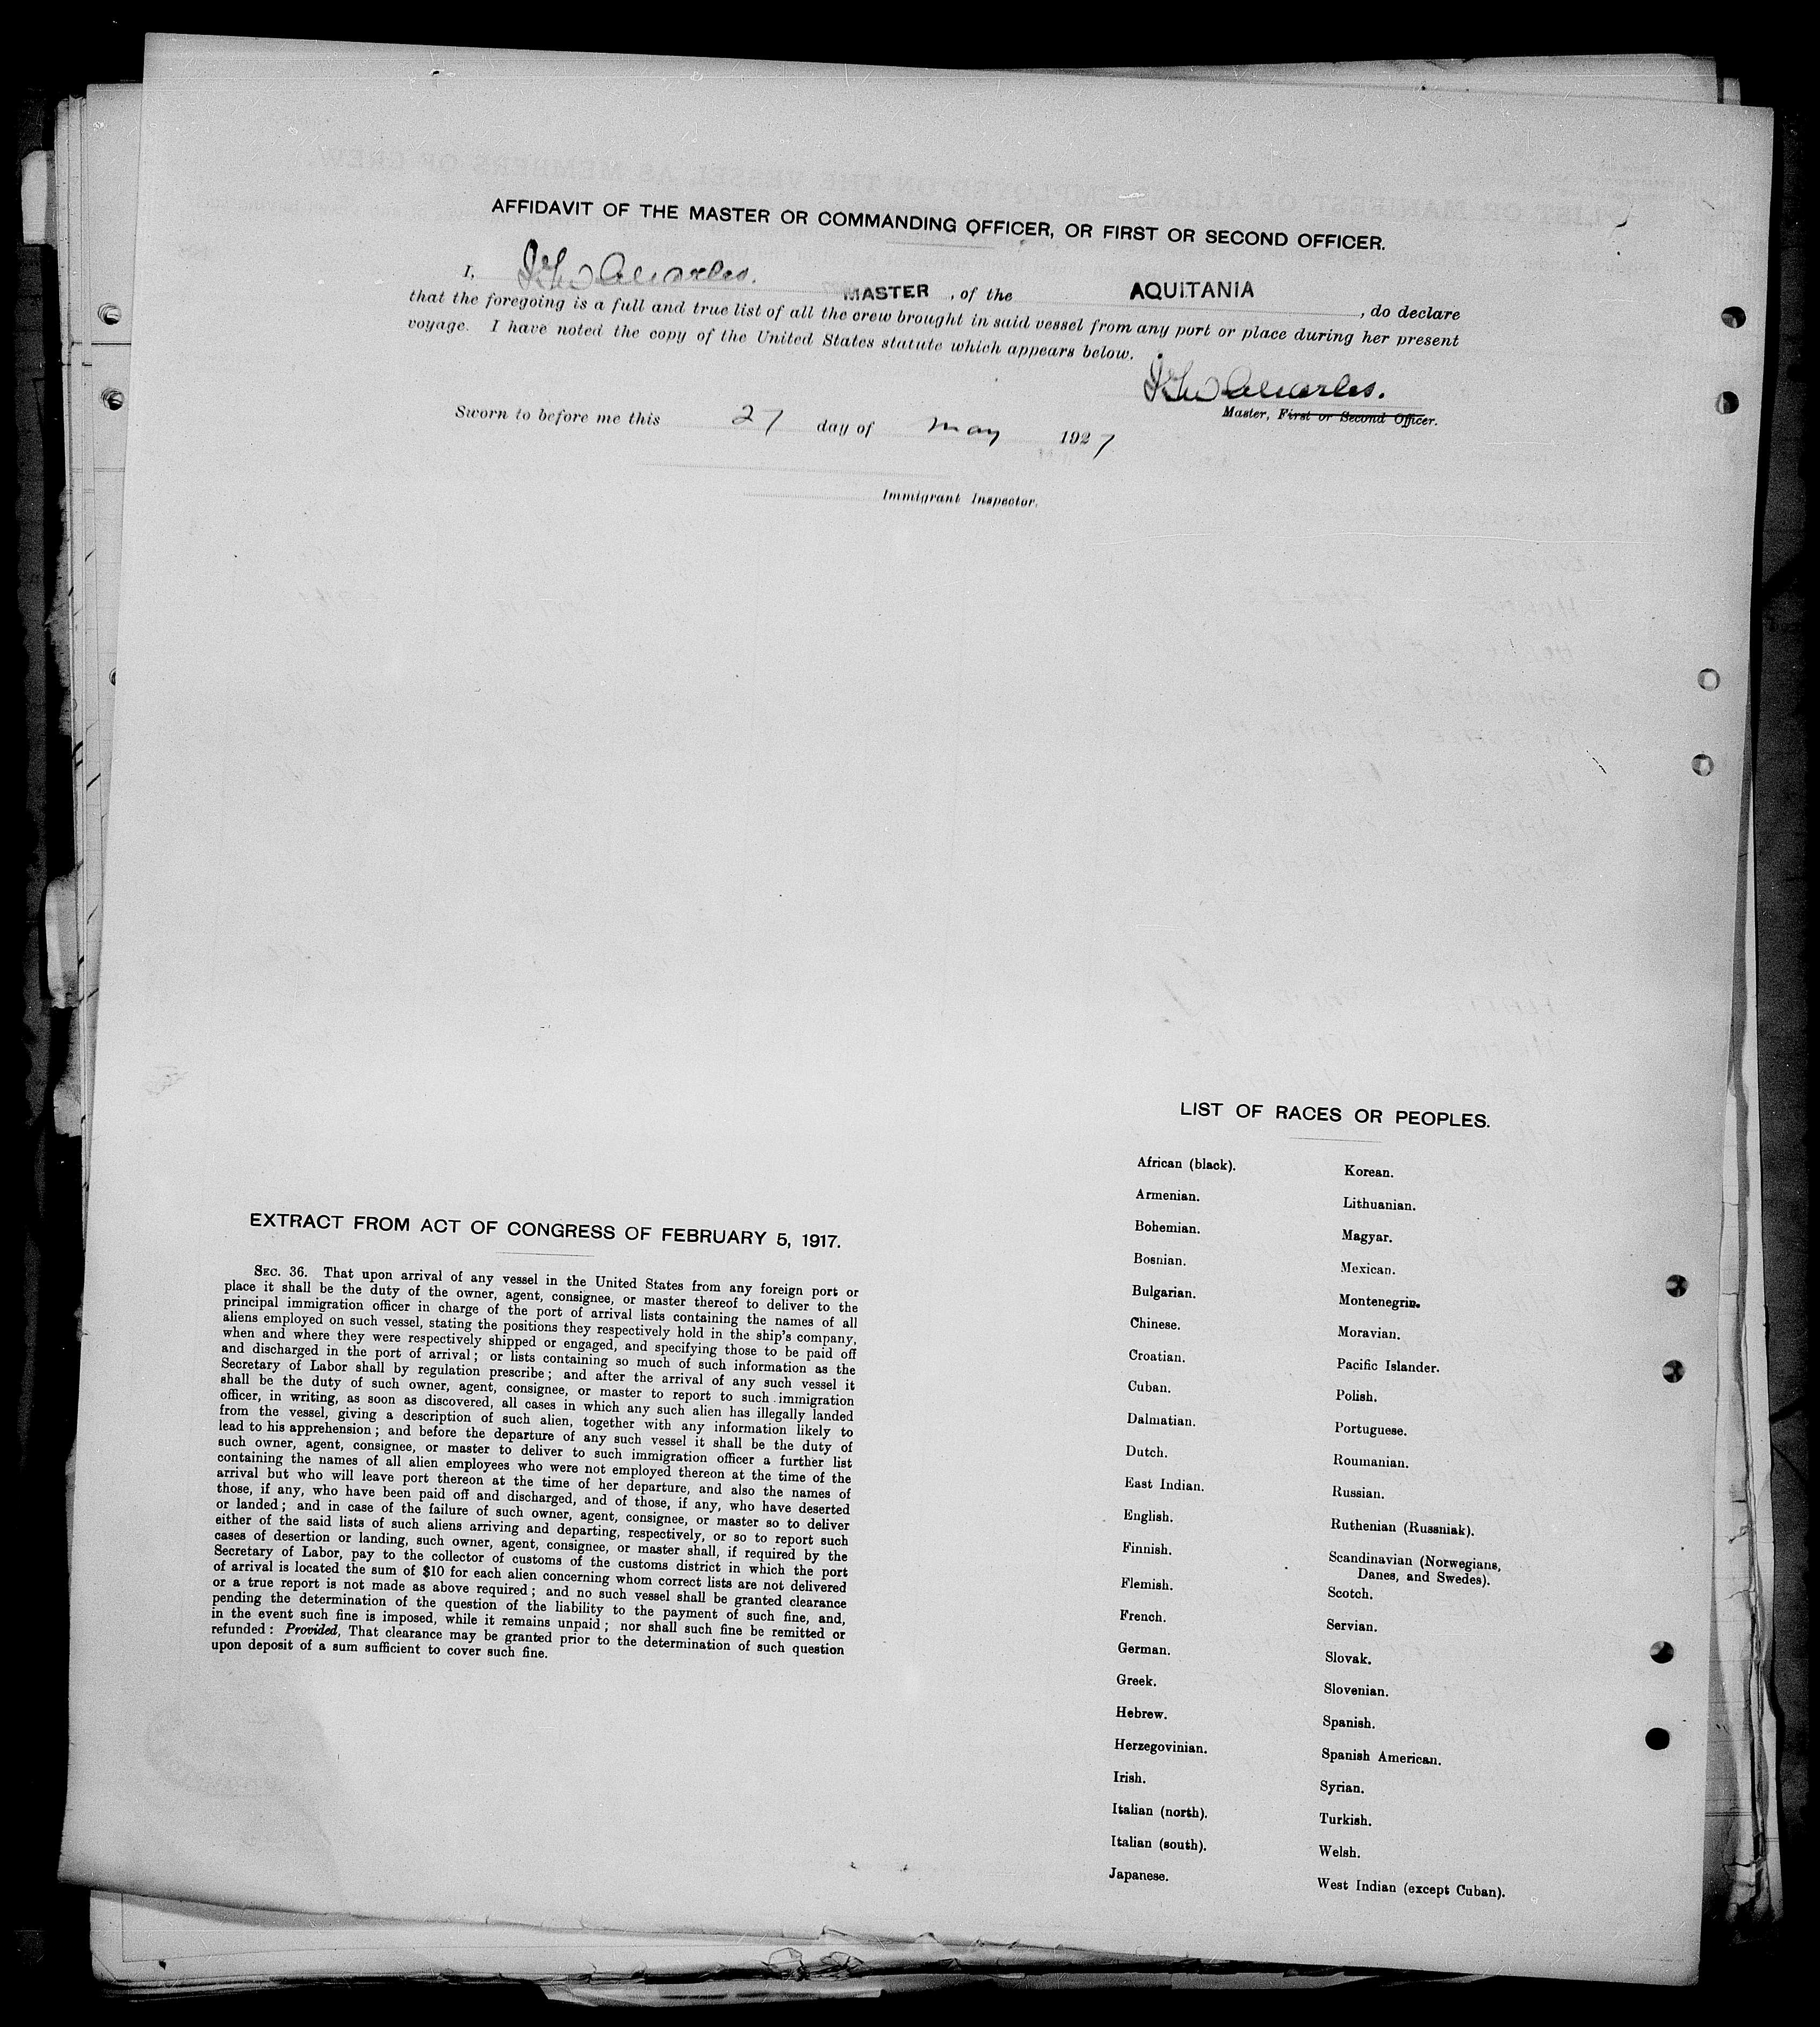 AFFIDAVIT OF THE MASTER OR COMMANDING OFFICER, OR FIRST OR SECOND OFFICER.
I, Charles. MASTER, of the AQUITANIA, do declare
that the foregoing is a full and true list of all the crew brought in said vessel from any port or place during her present
voyage. I have noted the copy of the United States statute which appears below.
Charles.
Master, First or Second Officer.
Sworn to before me this 27 day of May 1927
Immigrant Inspector.
EXTRACT FROM ACT OF CONGRESS OF FEBRUARY 5, 1917.
SEC. 36. That upon arrival of any vessel in the United States from any foreign port or
place it shall be the duty of the owner, agent, consignee, or master thereof to deliver to the
principal immigration officer in charge of the port of arrival lists containing the names of all
aliens employed on such vessel, stating the positions they respectively hold in the ship's company,
when and where they were respectively shipped or engaged, and specifying those to be paid off
and discharged in the port of arrival; or lists containing so much of such information as the
Secretary of Labor shall by regulation prescribe; and after the arrival of any such vessel it
shall be the duty of such owner, agent, consignee, or master to report to such immigration
officer, in writing, as soon as discovered, all cases in which any such alien has illegally landed
from the vessel, giving a description of such alien, together with any information likely to
lead to his apprehension; and before the departure of any such vessel it shall be the duty of
such owner, agent, consignee, or master to deliver to such immigration officer a further list
containing the names of all alien employees who were not employed thereon at the time of the
arrival but who will leave port thereon at the time of her departure, and also the names of
those, if any, who have been paid off and discharged, and of those, if any, who have deserted
or landed; and in case of the failure of such owner, agent, consignee, or master so to deliver
either of the said lists of such aliens arriving and departing, respectively, or so to report such
cases of desertion or landing, such owner, agent, consignee, or master shall, if required by the
Secretary of Labor, pay to the collector of customs of the customs district in which the port
of arrival is located the sum of $10 for each alien concerning whom correct lists are not delivered
or a true report is not made as above required; and no such vessel shall be granted clearance
pending the determination of the question of the liability to the payment of such fine, and,
in the event such fine is imposed, while it remains unpaid; nor shall such fine be remitted or
refunded: Provided, That clearance may be granted prior to the determination of such question
upon deposit of a sum sufficient to cover such fine.
LIST OF RACES OR PEOPLES.
African (black).
Armenian.
Bohemian.
Bosnian.
Bulgarian.
Chinese.
Croatian.
Cuban.
Dalmatian.
Dutch.
East Indian.
English.
Finnish.
Flemish.
French.
German.
Greek.
Hebrew.
Herzegovinian.
Irish.
Italian (north).
Italian (south).
Japanese.
Korean.
Lithuanian.
Magyar.
Mexican.
Montenegrin.
Moravian.
Pacific Islander.
Polish.
Portuguese.
Roumanian.
Russian.
Ruthenian (Russniak).
Scandinavian (Norwegians,
Danes, and Swedes).
Scotch.
Servian.
Slovak.
Slovenian.
Spanish.
Spanish American.
Syrian.
Turkish.
Welsh.
West Indian (except Cuban).